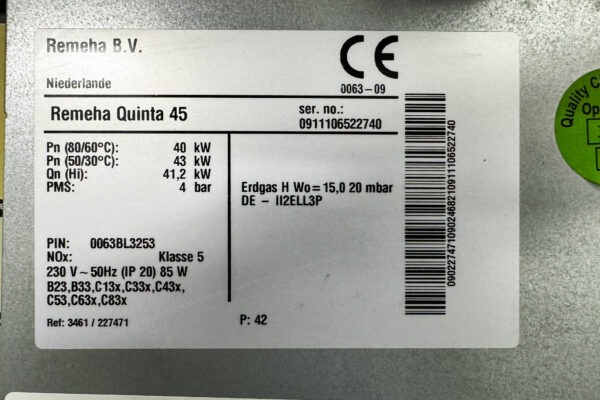 Remeha B.V.
Niederlande
CE
0063-09
Remeha Quinta 45
ser. no.:
0911106522740
Pn (80/60°C): 40 kW
Pn (50/30°C): 43 kW
Qn (Hi): 41,2 kW
PMS: 4 bar
Erdgas H Wo=15,0 20 mbar
DE - II2ELL3P
PIN: 0063BL3253
NOx: Klasse 5
230 V ~ 50Hz (IP 20) 85 W
B23,B33,C13x,C33x,C43x,
C53,C63x,C83x
Ref: 3461 / 227471
P: 42
Quality C
Op